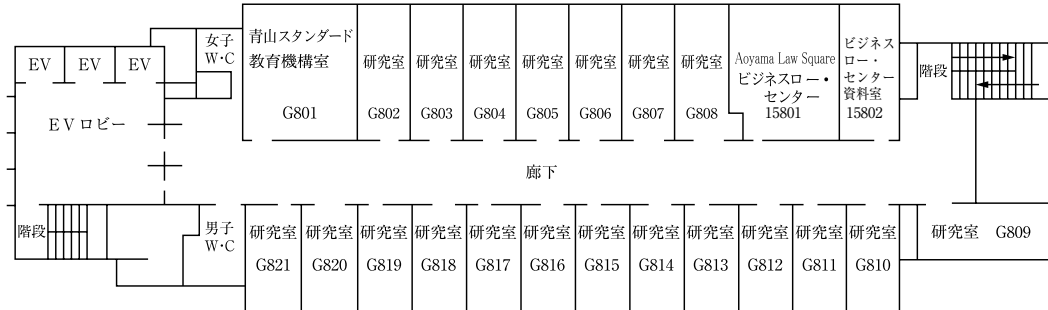 EV
EV
EV
EVロビー
階段
女子
W・C
青山スタンダード
教育機構室
G801
研究室
G802
研究室
G803
研究室
G804
研究室
G805
研究室
G806
研究室
G807
研究室
G808
Aoyama Law Square
ビジネスロー・
センター
15801
ビジネス
ロー・
センター
資料室
15802
階段
廊下
男子
W・C
研究室
G821
研究室
G820
研究室
G819
研究室
G818
研究室
G817
研究室
G816
研究室
G815
研究室
G814
研究室
G813
研究室
G812
研究室
G811
研究室
G810
研究室 G809